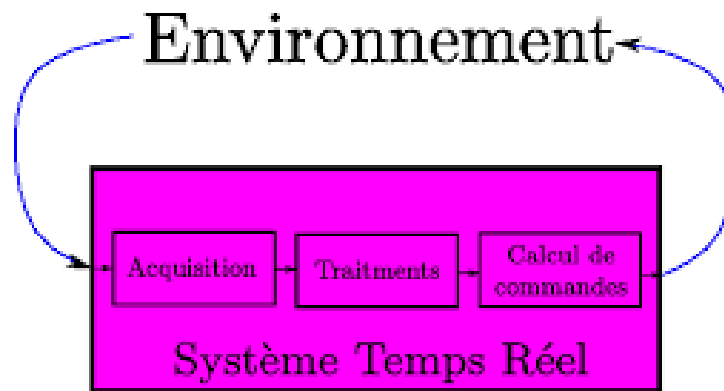 Environnement
Acquisition
Traitments
Calcul de
commandes
Système Temps Réel